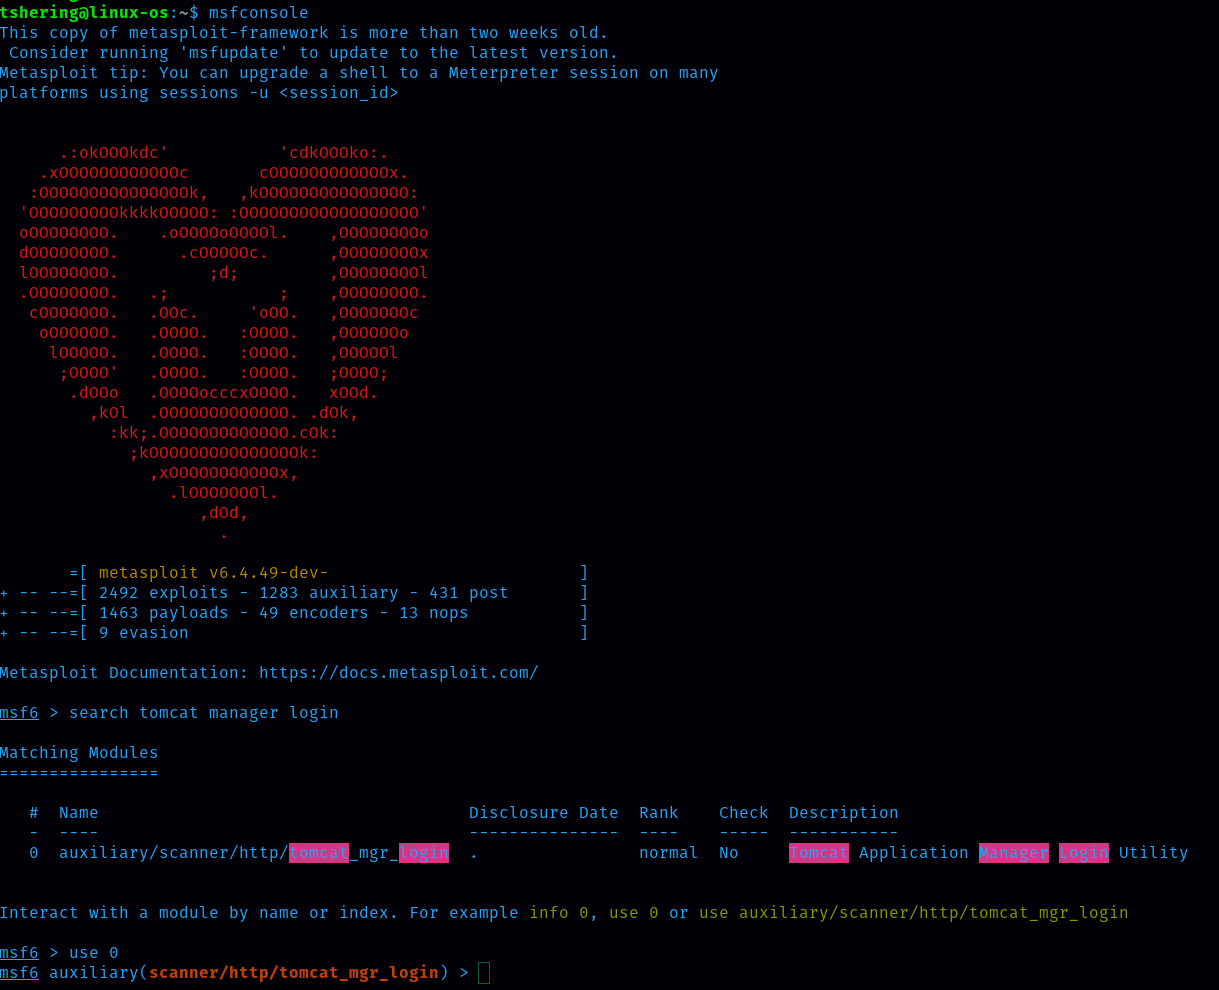 tshering@linux-os:~$ msfconsole
This copy of metasploit-framework is more than two weeks old.
 Consider running 'msfupdate' to update to the latest version.
Metasploit tip: You can upgrade a shell to a Meterpreter session on many
platforms using sessions -u <session_id>


      .:okOOOkdc'           'cdkOOOko:.
    .xOOOOOOOOOOOOc       cOOOOOOOOOOOOx.
   :OOOOOOOOOOOOOOOk,   ,kOOOOOOOOOOOOOOO:
  'OOOOOOOOOkkkkOOOOO: :OOOOOOOOOOOOOOOOOO'
  oOOOOOOOO.    .oOOOOoOOOOl.    ,OOOOOOOOo
  dOOOOOOOO.      .cOOOOOc.      ,OOOOOOOOx
  lOOOOOOOO.         ;d;         ,OOOOOOOOl
  .OOOOOOOO.   .;           ;    ,OOOOOOOO.
   cOOOOOOO.   .OOc.     'oOO.   ,OOOOOOOc
    oOOOOOO.   .OOOO.   :OOOO.   ,OOOOOOo
     lOOOOO.   .OOOO.   :OOOO.   ,OOOOOl
      ;OOOO'   .OOOO.   :OOOO.   ;OOOO;
       .dOOo   .OOOOocccxOOOO.   xOOd.
         ,kOl  .OOOOOOOOOOOOO. .dOk,
           :kk;.OOOOOOOOOOOOO.cOk:
             ;kOOOOOOOOOOOOOOOk:
               ,xOOOOOOOOOOOx,
                 .lOOOOOOOl.
                    ,dOd,
                      .

       =[ metasploit v6.4.49-dev-                         ]
+ -- --=[ 2492 exploits - 1283 auxiliary - 431 post       ]
+ -- --=[ 1463 payloads - 49 encoders - 13 nops           ]
+ -- --=[ 9 evasion                                       ]

Metasploit Documentation: https://docs.metasploit.com/

msf6 > search tomcat manager login

Matching Modules
================

   #  Name                                     Disclosure Date  Rank    Check  Description
   -  ----                                     ---------------  ----    -----  -----------
   0  auxiliary/scanner/http/tomcat_mgr_login  .                normal  No     Tomcat Application Manager Login Utility


Interact with a module by name or index. For example info 0, use 0 or use auxiliary/scanner/http/tomcat_mgr_login

msf6 > use 0
msf6 auxiliary(scanner/http/tomcat_mgr_login) >